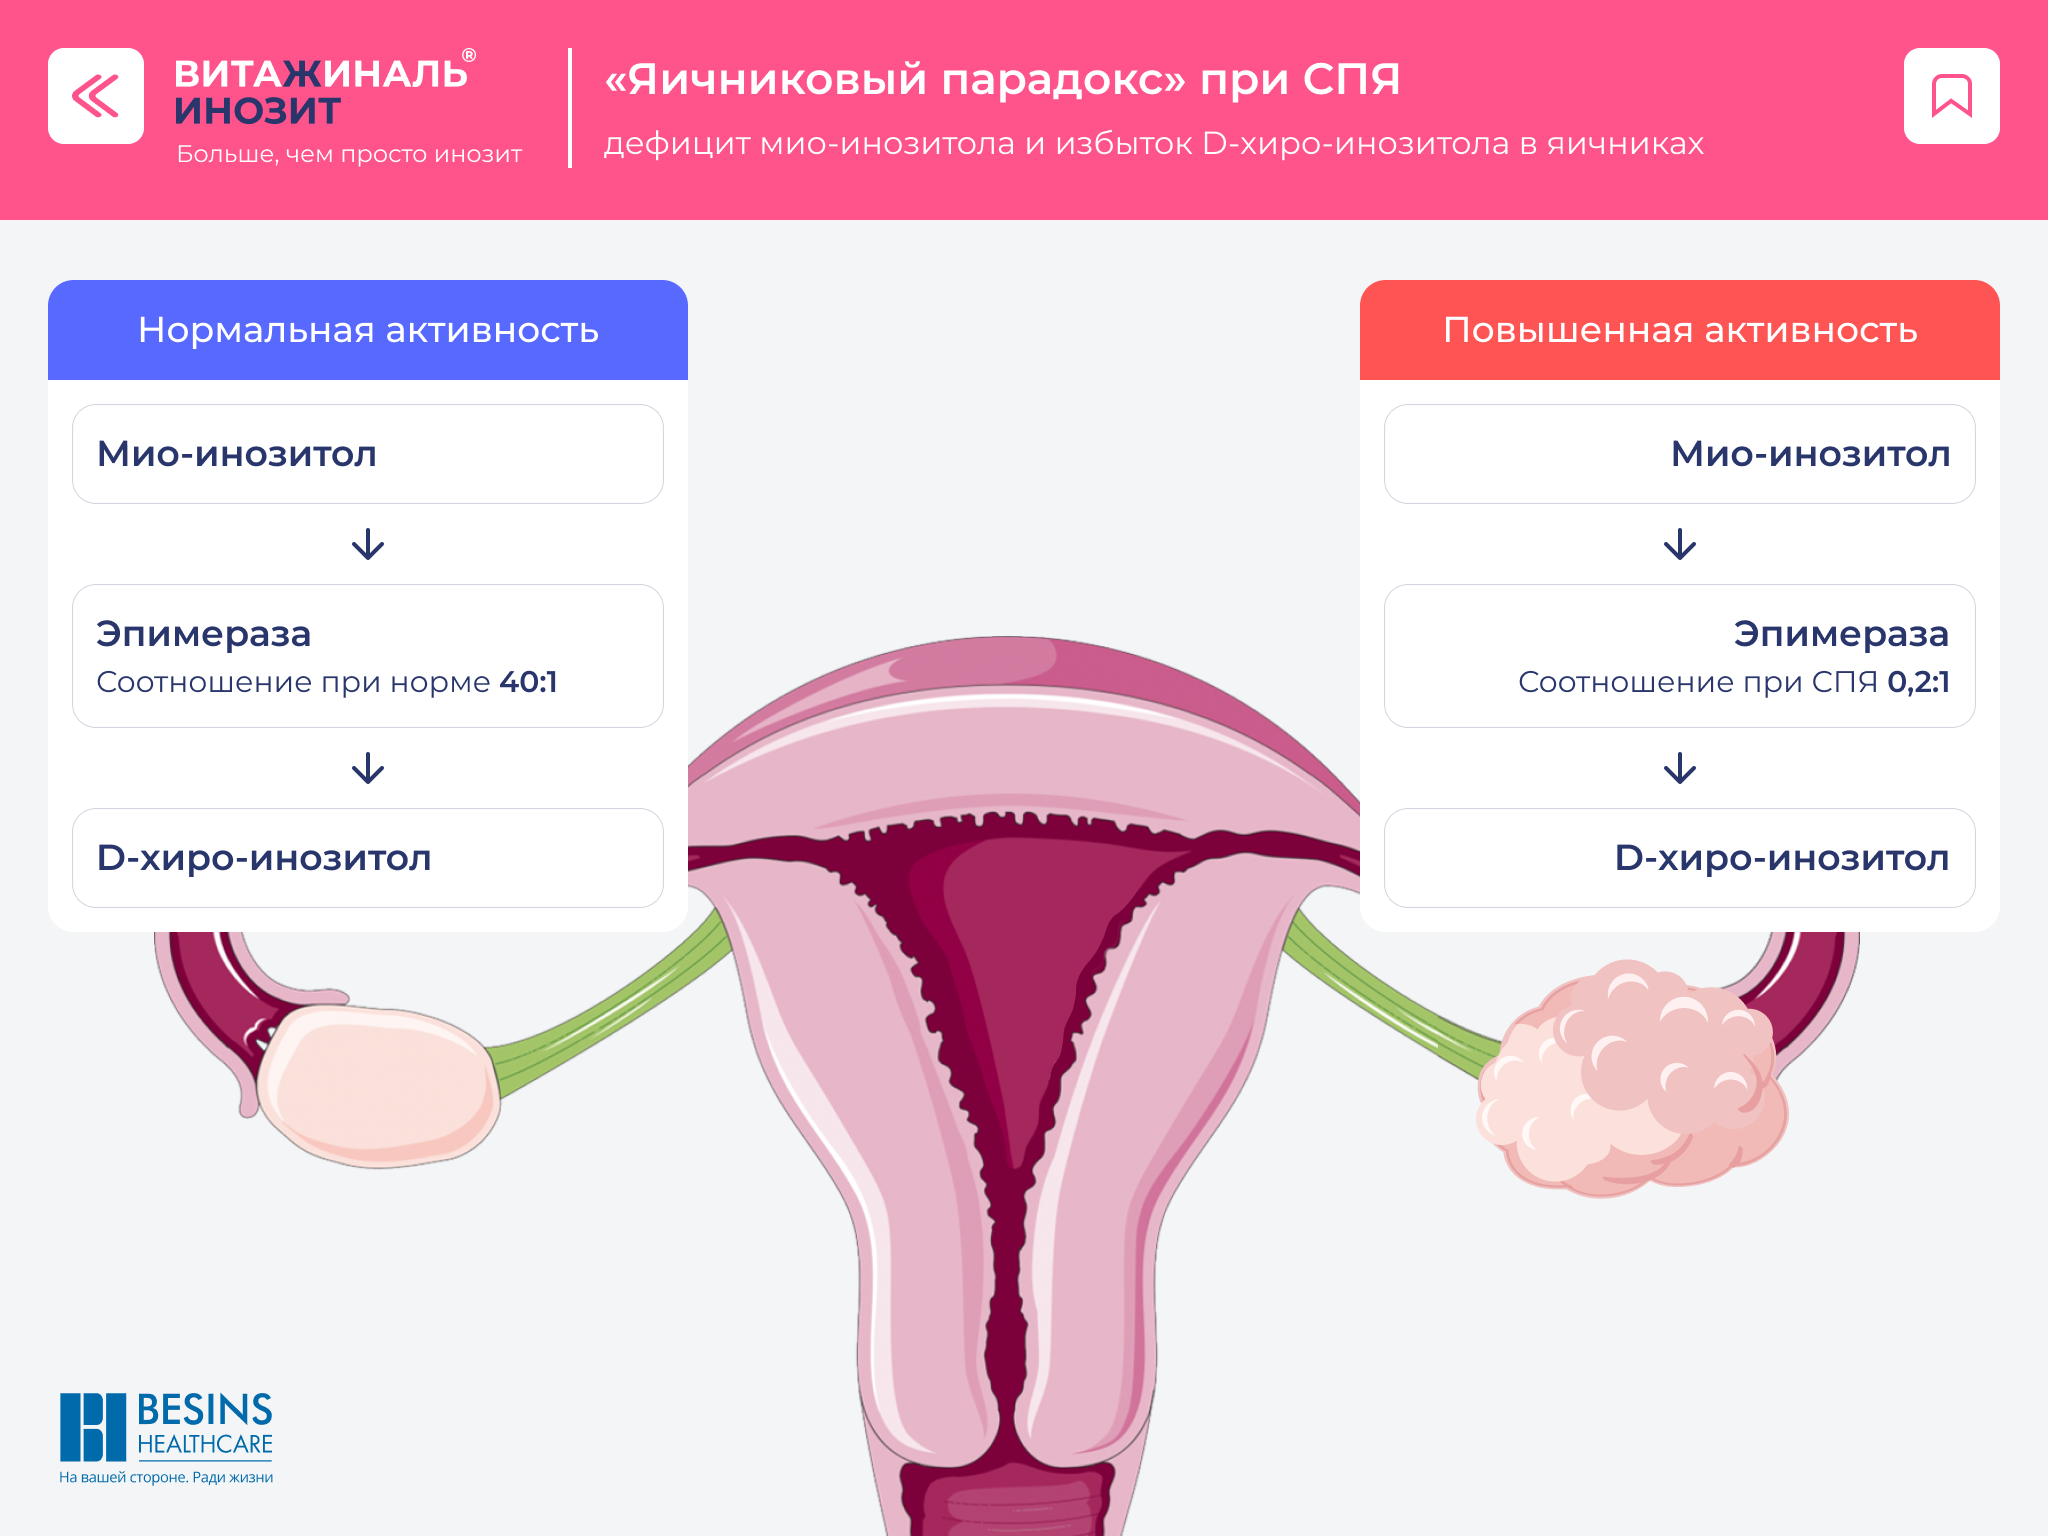 ВИТАЖИНАЛЬ®
ИНОЗИТ
Больше, чем просто инозит
«Яичниковый парадокс» при СПЯ
дефицит мио-инозитола и избыток D-хиро-инозитола в яичниках
Нормальная активность
Мио-инозитол
Эпимераза
Соотношение при норме 40:1
D-хиро-инозитол
Повышенная активность
Мио-инозитол
Эпимераза
Соотношение при СПЯ 0,2:1
D-хиро-инозитол
BESINS
HEALTHCARE
На вашей стороне. Ради жизни